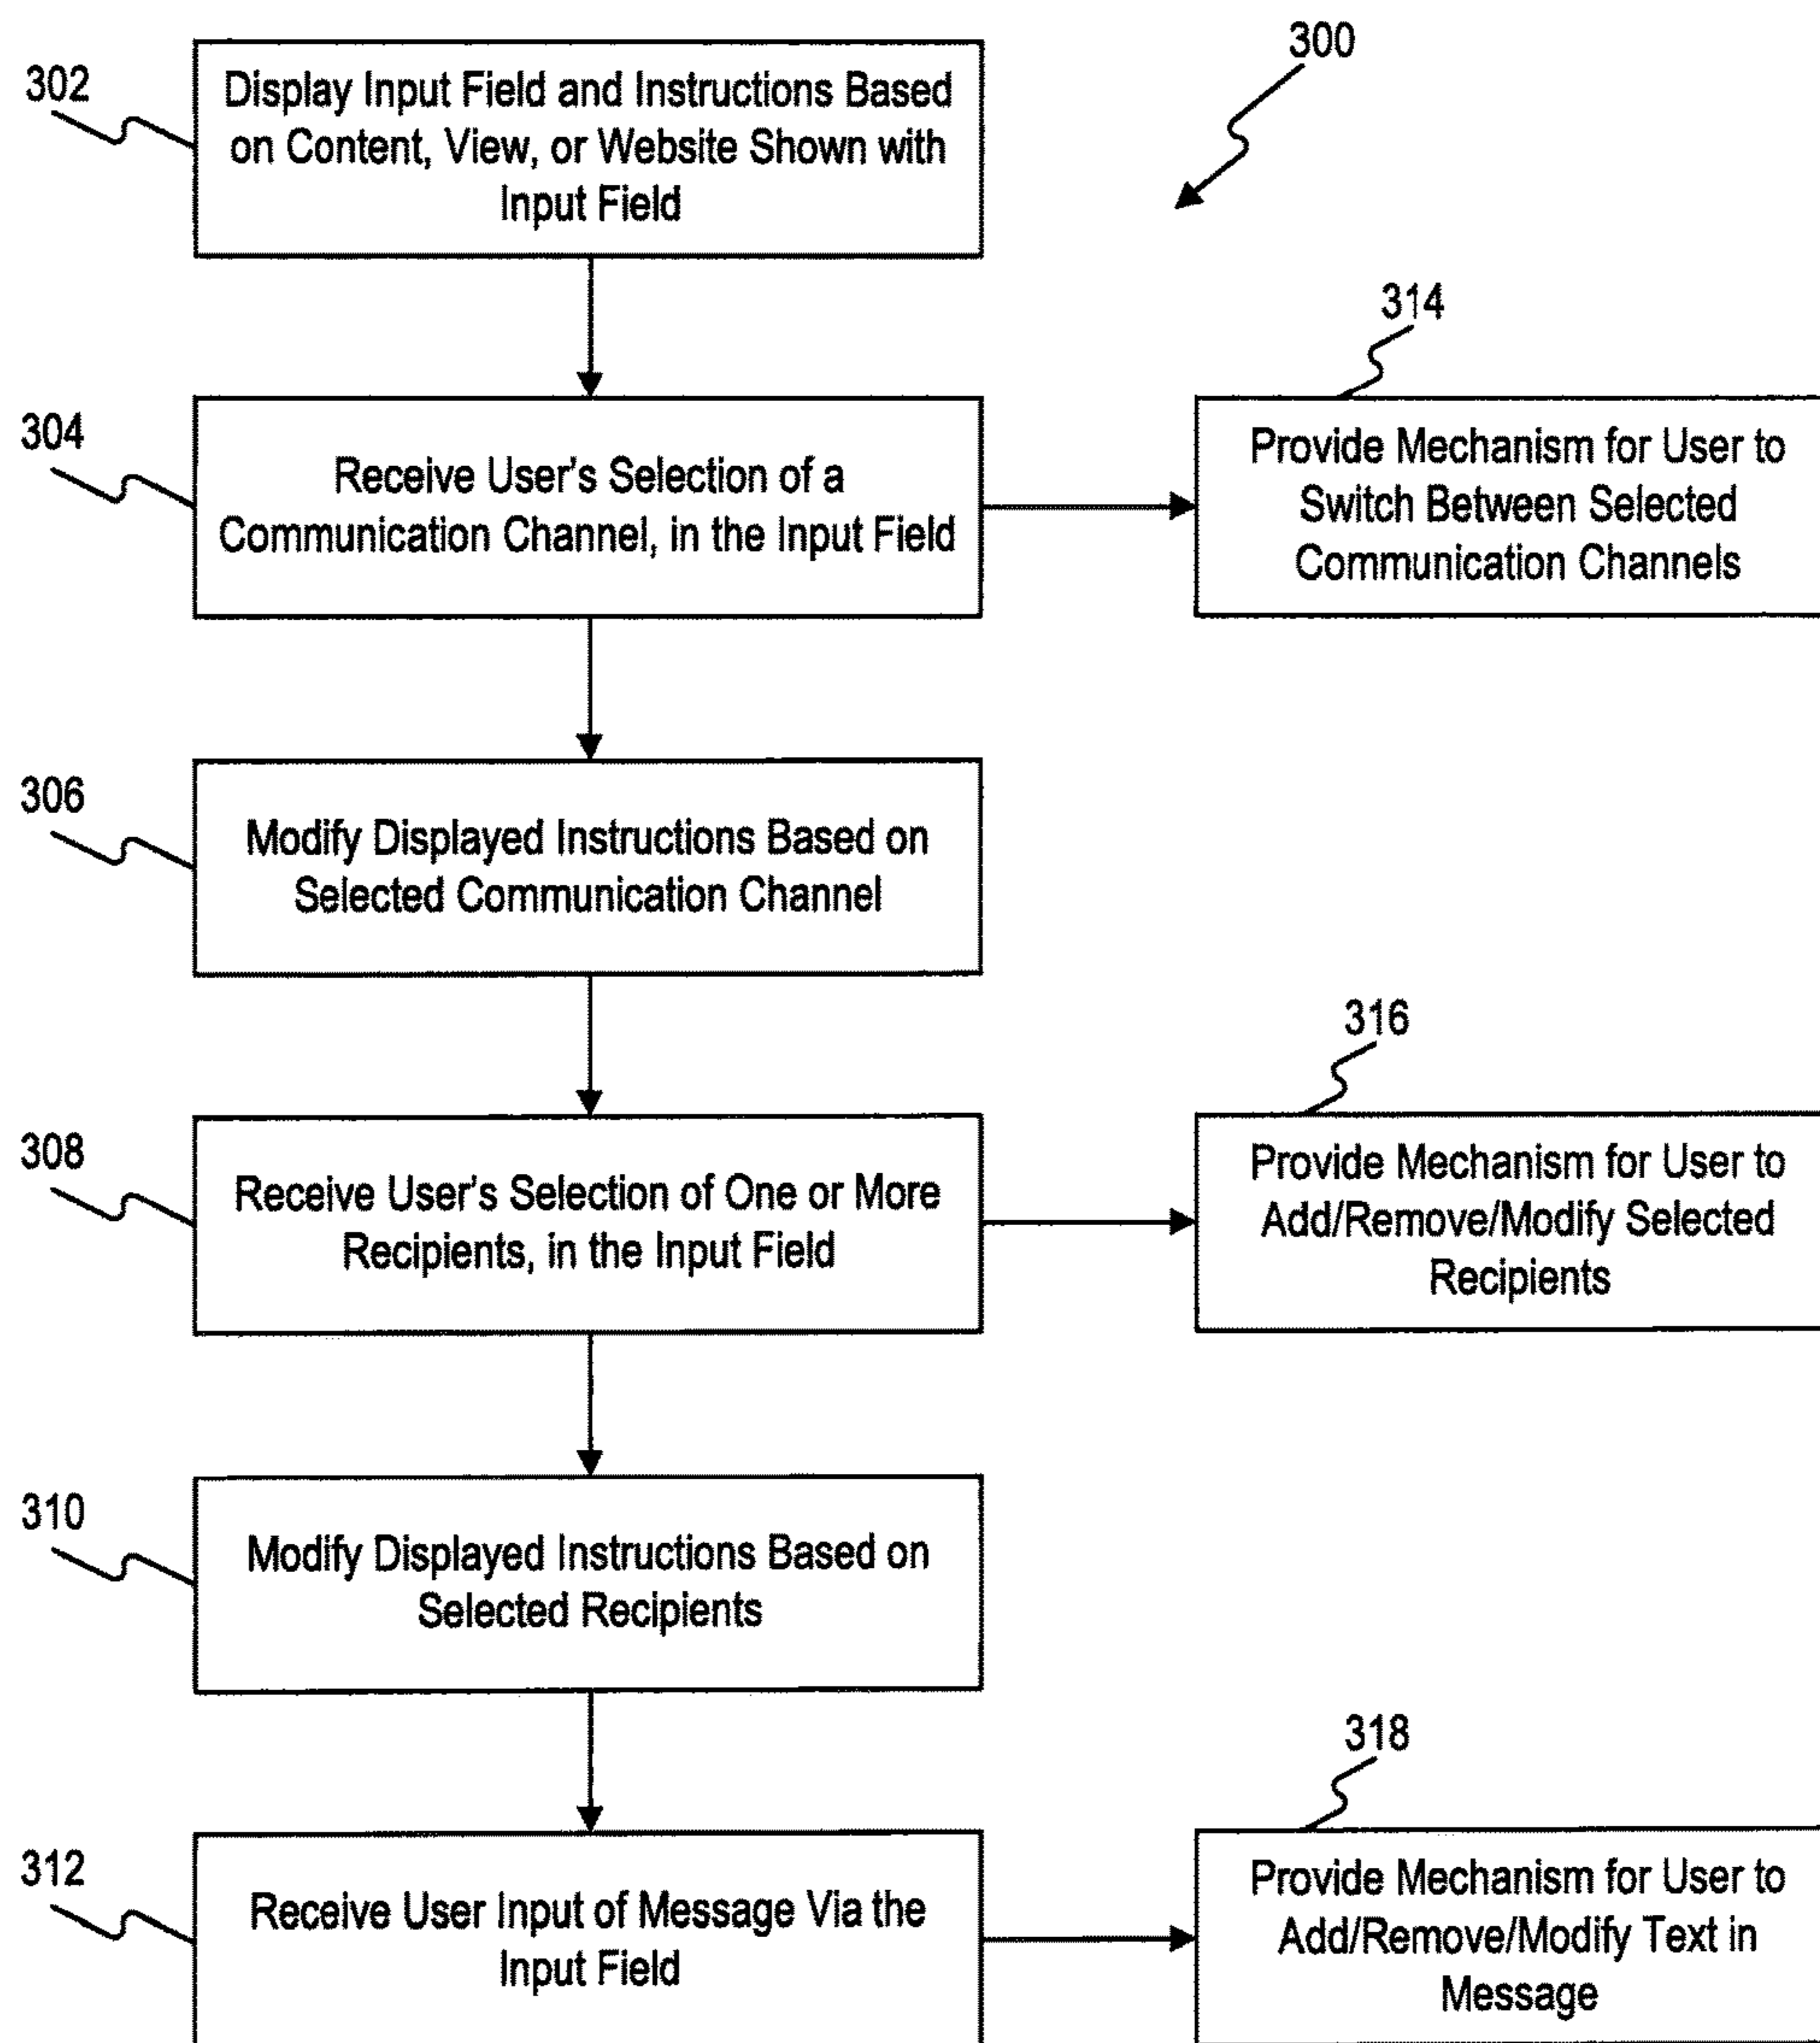 300
302
Display Input Field and Instructions Based
on Content, View, or Website Shown with
Input Field
304
Receive User's Selection of a
Communication Channel, in the Input Field
314
Provide Mechanism for User to
Switch Between Selected
Communication Channels
306
Modify Displayed Instructions Based on
Selected Communication Channel
308
Receive User's Selection of One or More
Recipients, in the Input Field
316
Provide Mechanism for User to
Add/Remove/Modify Selected
Recipients
310
Modify Displayed Instructions Based on
Selected Recipients
312
Receive User Input of Message Via the
Input Field
318
Provide Mechanism for User to
Add/Remove/Modify Text in
Message